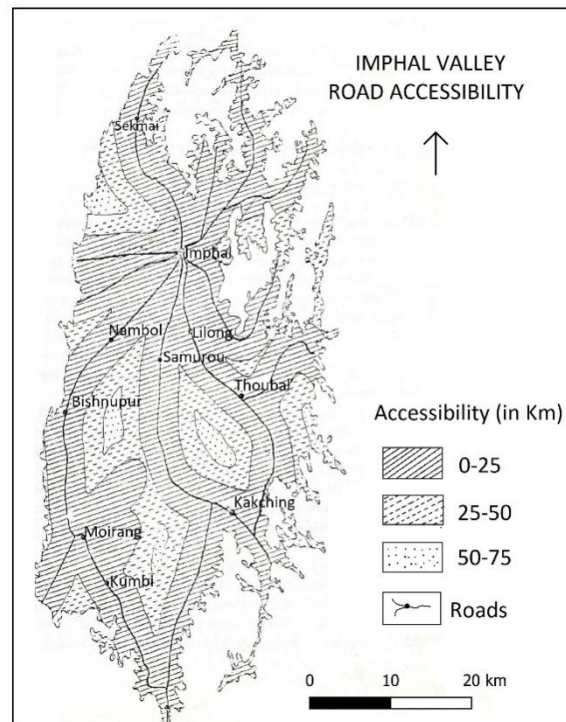 IMPHAL VALLEY
ROAD ACCESSIBILITY
Sekmai
Imphal
Nambol
Lilong
Samurou
Thoubal
Bishnupur
Kakching
Moirang
Kumbi
Accessibility (in Km)
0-25
25-50
50-75
Roads
0 10 20 km